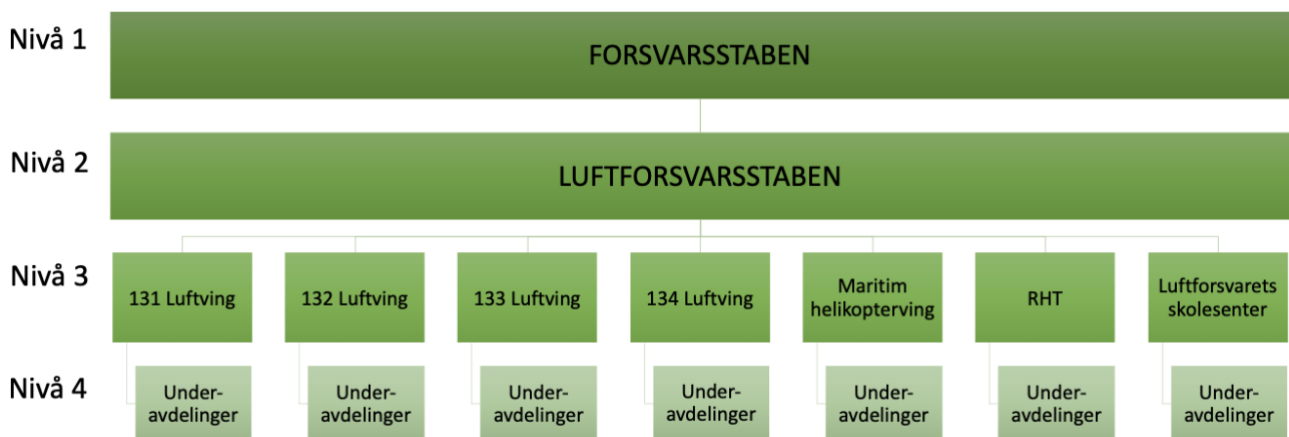 Nivå 1
FORSVARSSTABEN
Nivå 2
LUFTFORSVARSSTABEN
Nivå 3
131 Luftving
132 Luftving
133 Luftving
134 Luftving
Maritim
helikopterving
RHT
Luftforsvarets
skolesenter
Nivå 4
Under-
avdelinger
Under-
avdelinger
Under-
avdelinger
Under-
avdelinger
Under-
avdelinger
Under-
avdelinger
Under-
avdelinger